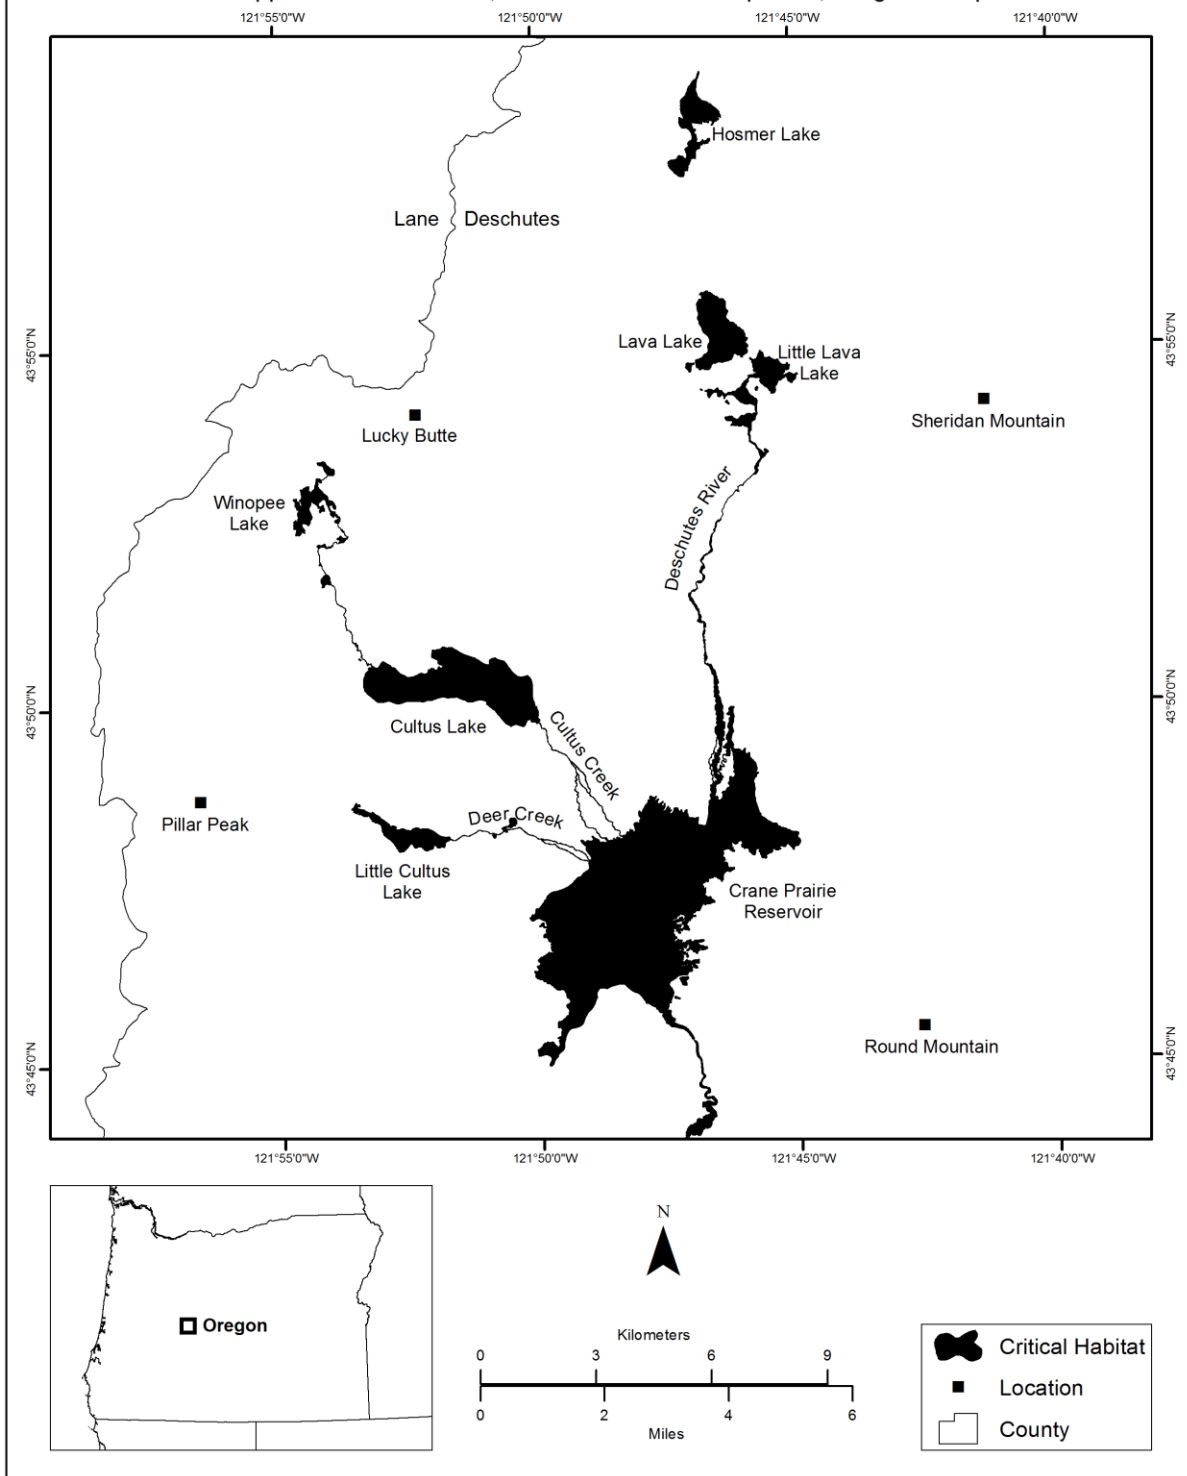 121°55'0"W 121°50'0"W 121°45'0"W 121°40'0"W
Hosmer Lake
Lane Deschutes
43°55'0"N
43°55'0"N
Lava Lake
Little Lava
Lake
Lucky Butte
Sheridan Mountain
Winopee
Lake
Deschutes River
43°50'0"N
43°50'0"N
Cultus Lake
Cultus Creek
Pillar Peak
Deer Creek
Little Cultus
Lake
Crane Prairie
Reservoir
Round Mountain
43°45'0"N
43°45'0"N
121°55'0"W 121°50'0"W 121°45'0"W 121°40'0"W
N
Oregon
Kilometers
0 3 6 9
0 2 4 6
Miles
Critical Habitat
Location
County